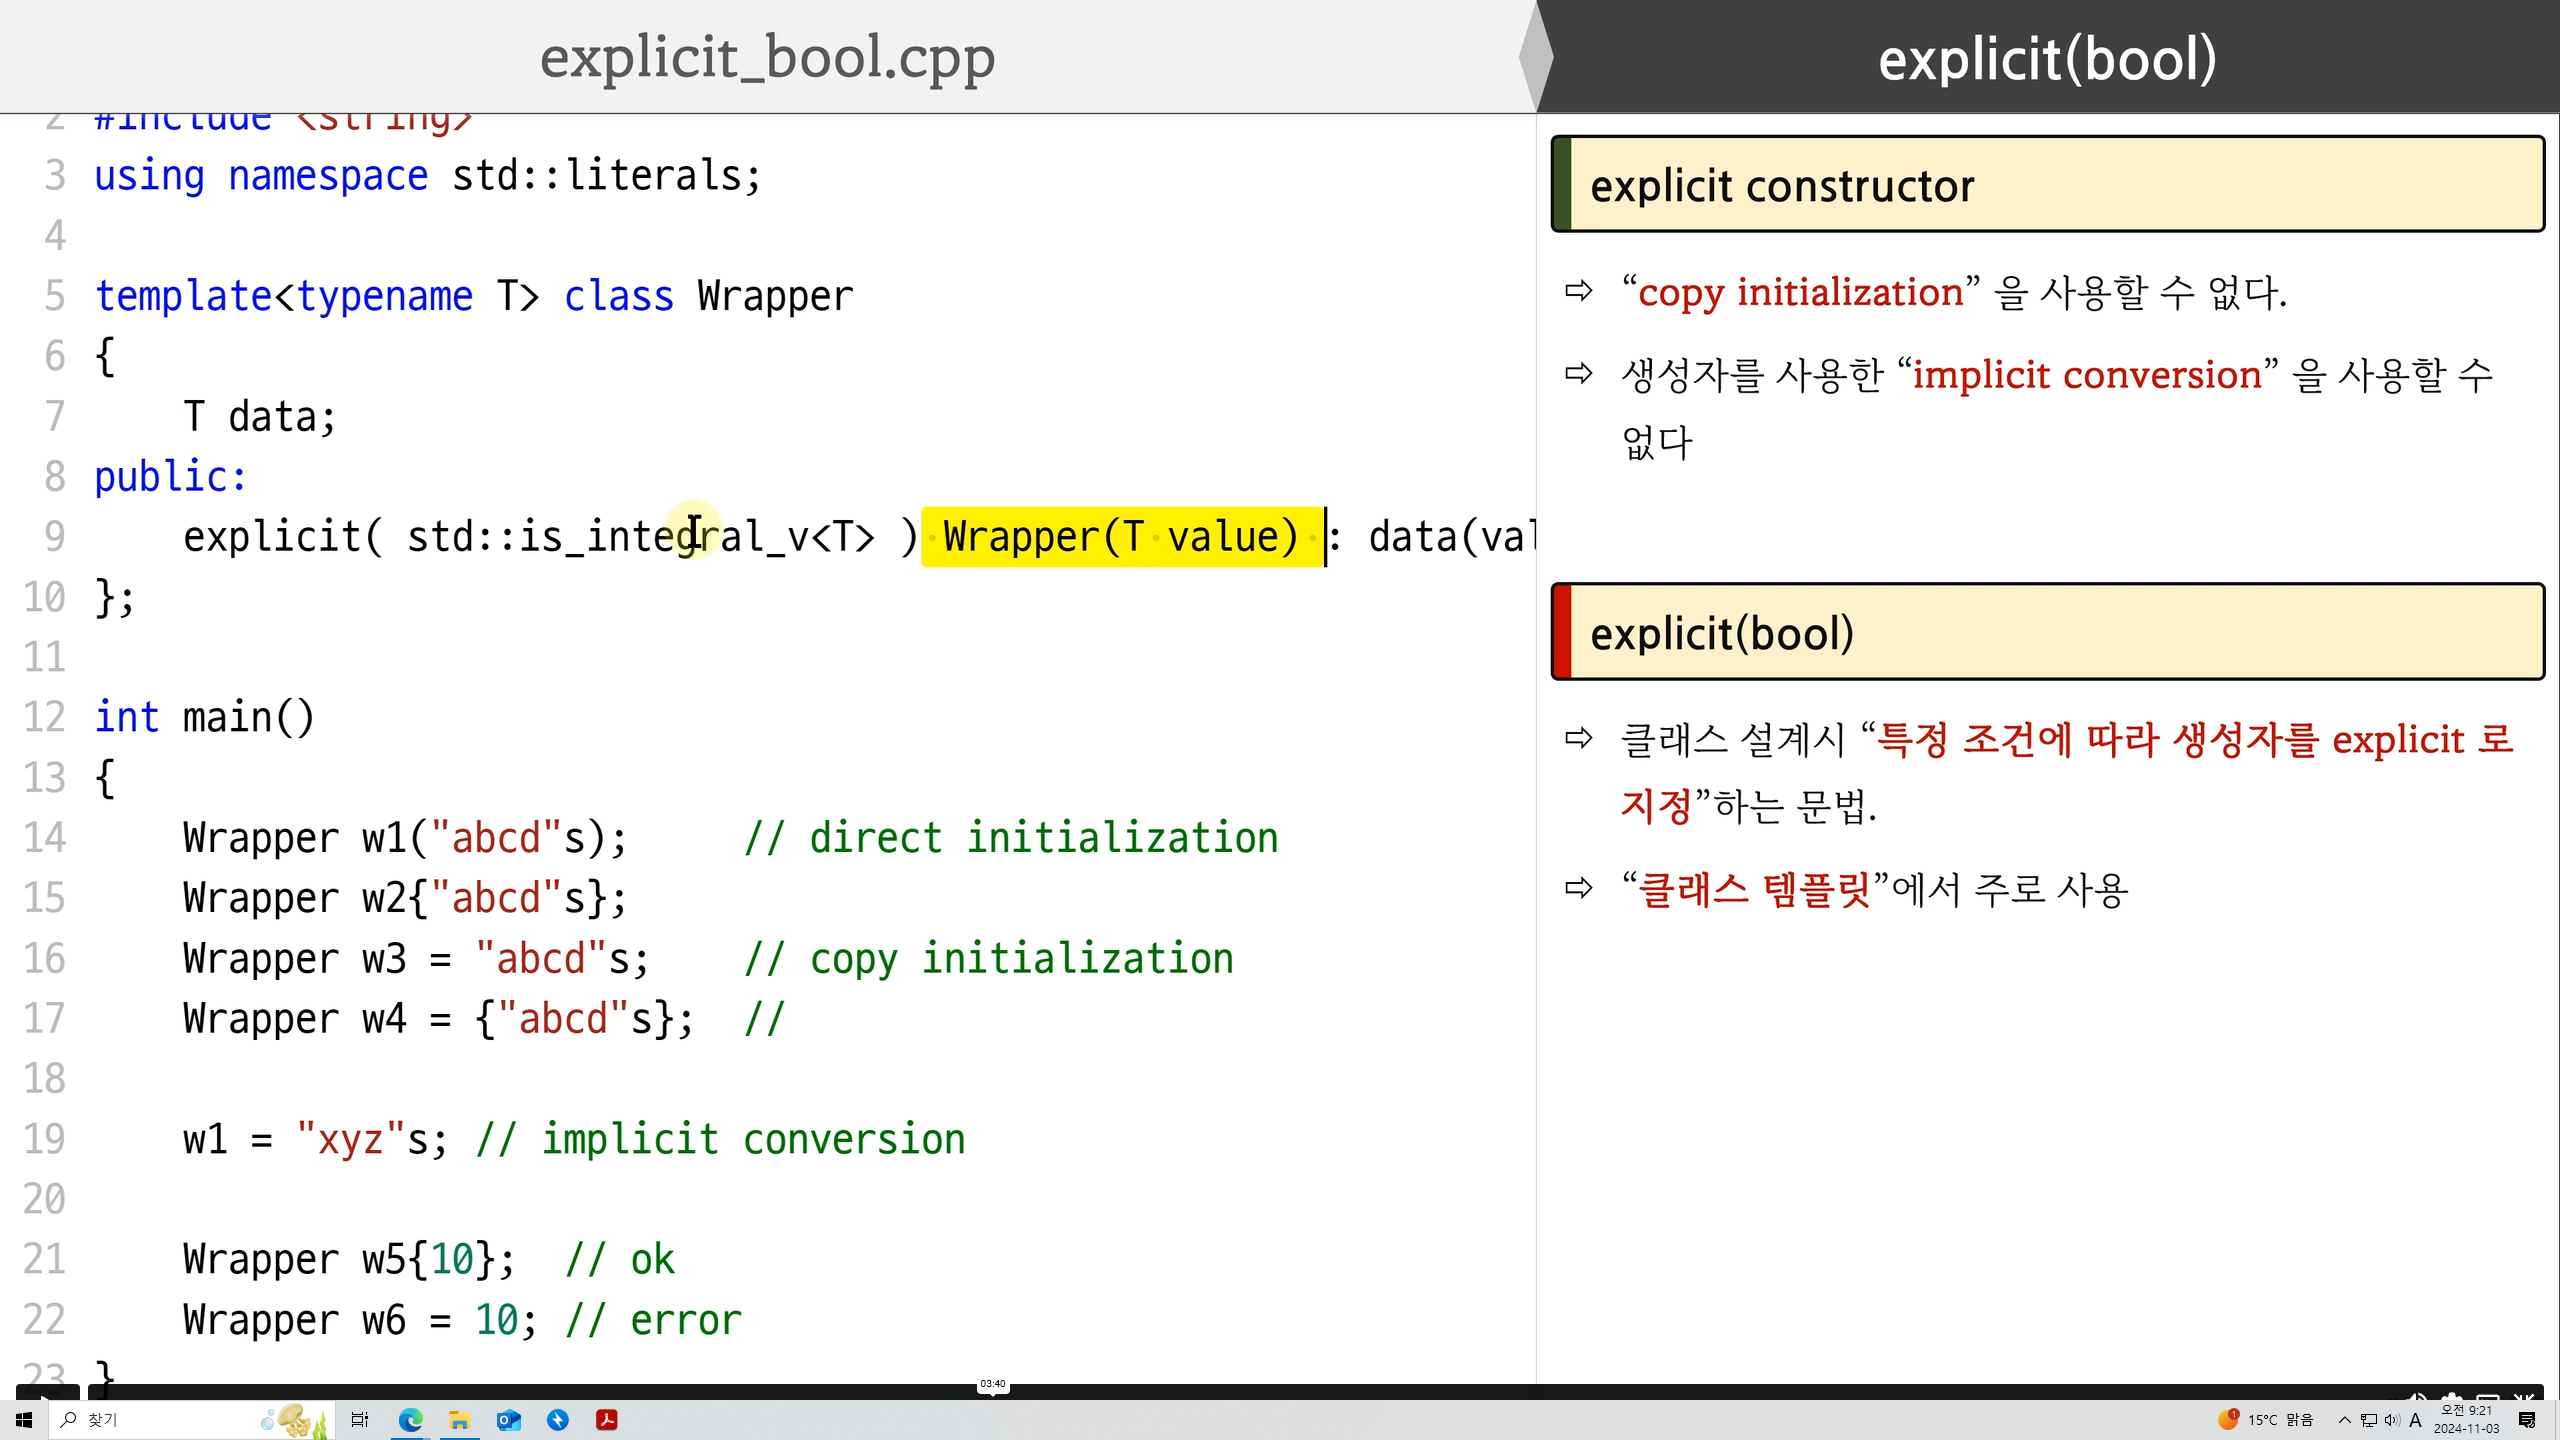 explicit_bool.cpp
explicit(bool)
2 #include <string>
3 using namespace std::literals;
4
5 template<typename T> class Wrapper
6 {
7 T data;
8 public:
9 explicit( std::is_integral_v<T> ) Wrapper(T value) : data(val
10 };
11
12 int main()
13 {
14 Wrapper w1("abcd"s); // direct initialization
15 Wrapper w2{"abcd"s};
16 Wrapper w3 = "abcd"s; // copy initialization
17 Wrapper w4 = {"abcd"s}; //
18
19 w1 = "xyz"s; // implicit conversion
20
21 Wrapper w5{10}; // ok
22 Wrapper w6 = 10; // error
23 }
explicit constructor
⇨ “copy initialization” 을 사용할 수 없다.
⇨ 생성자를 사용한 “implicit conversion” 을 사용할 수
없다
explicit(bool)
⇨ 클래스 설계시 “특정 조건에 따라 생성자를 explicit 로
지정”하는 문법.
⇨ “클래스 템플릿”에서 주로 사용
03:40
찾기
1
15°C 맑음
A
오전 9:21
2024-11-03